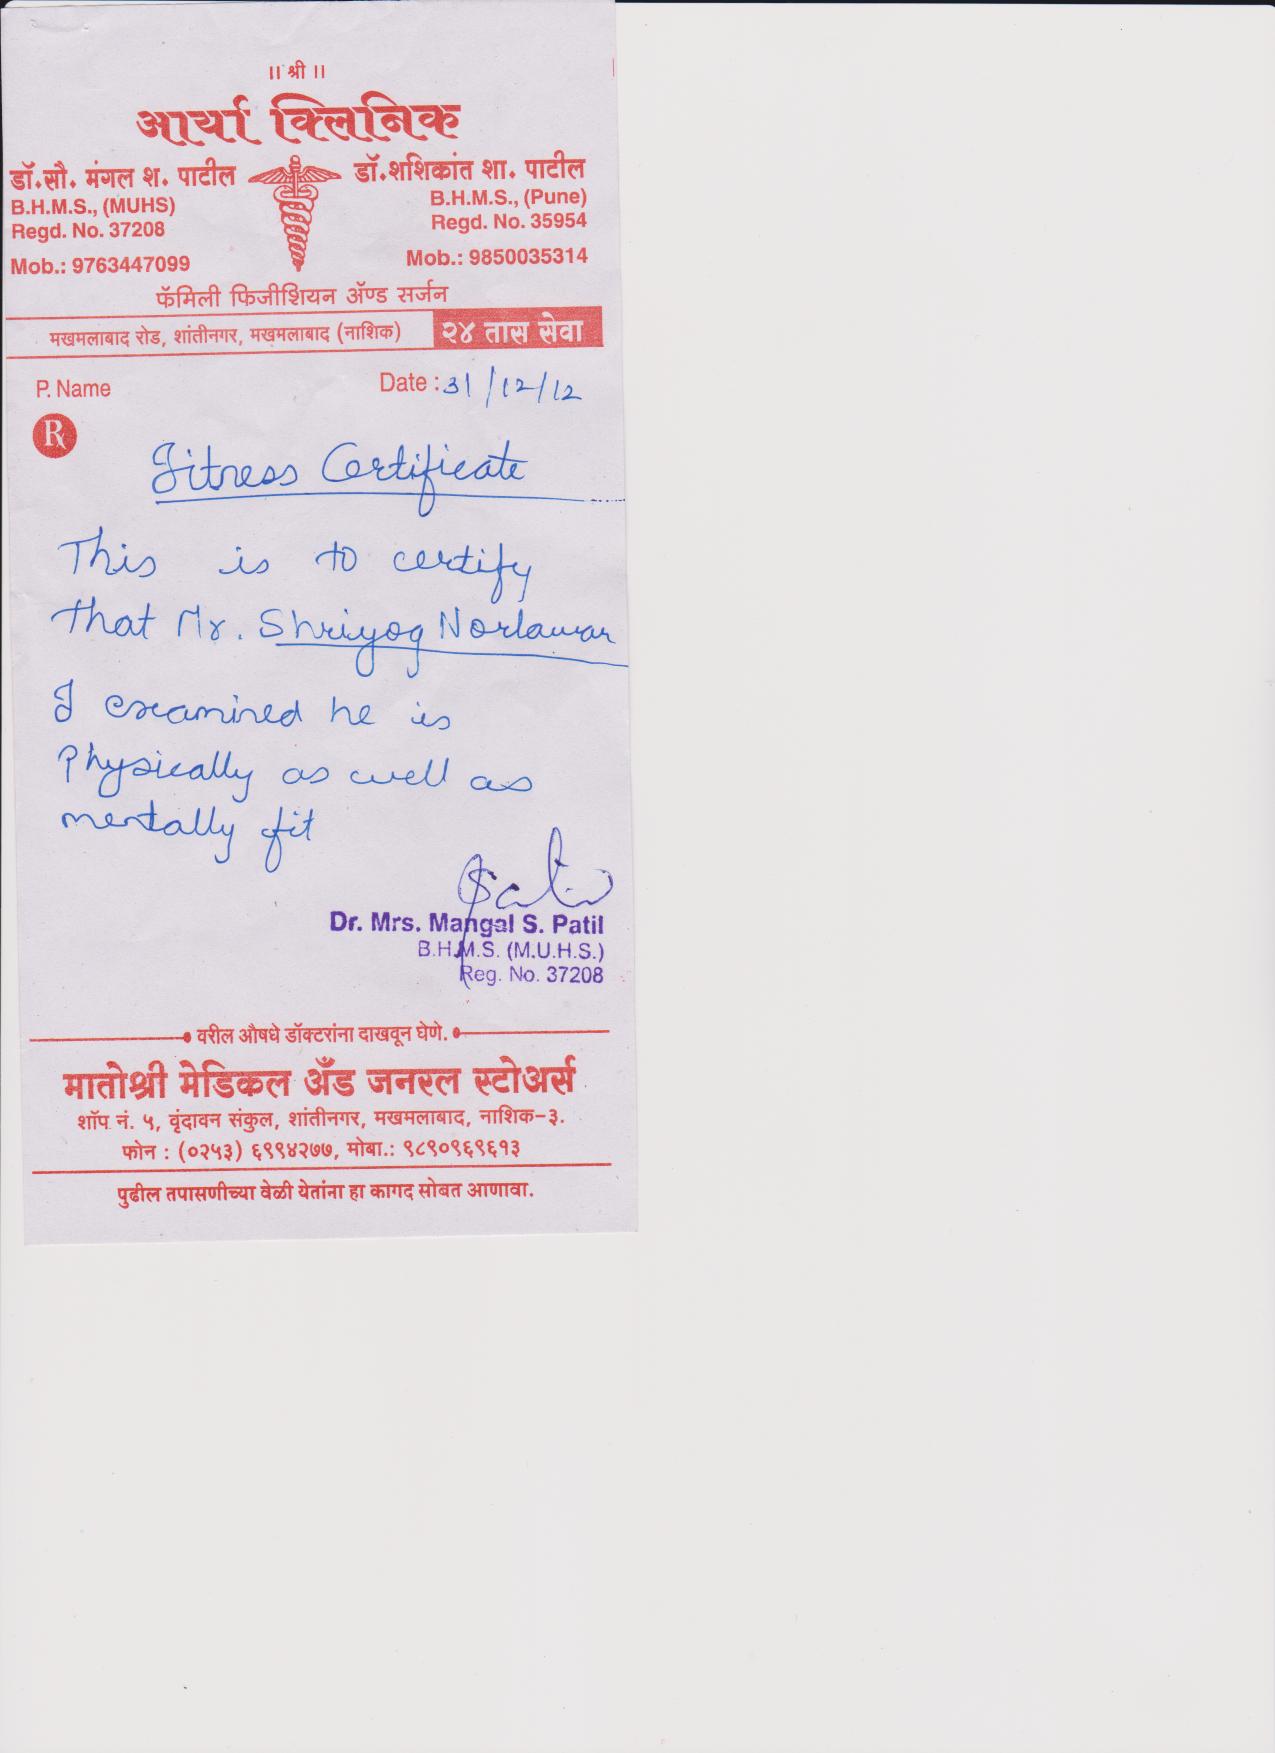 ॥ श्री ॥
आर्या क्लिनिक
डॉ.सौ. मंगल श. पाटील
B.H.M.S., (MUHS)
Regd. No. 37208
Mob.: 9763447099
डॉ.शशिकांत शा. पाटील
B.H.M.S., (Pune)
Regd. No. 35954
Mob.: 9850035314
फॅमिली फिजीशियन ॲण्ड सर्जन
मखमलाबाद रोड, शांतीनगर, मखमलाबाद (नाशिक)
२४ तास सेवा
P. Name
Date : 31/12/12
Rx
Fitness Certificate
This is to certify
that Mr. Shriyog Norlawar
I examined he is
Physically as well as
mentally fit
Dr. Mrs. Mangal S. Patil
B.H.M.S. (M.U.H.S.)
Reg. No. 37208
वरील औषधे डॉक्टरांना दाखवून घेणे.
मातोश्री मेडिकल अँड जनरल स्टोअर्स
शॉप नं. ५, वृंदावन संकुल, शांतीनगर, मखमलाबाद, नाशिक-३.
फोन : (०२५३) ६९९४२७७, मोबा.: ९८९०९६९६१३
पुढील तपासणीच्या वेळी येतांना हा कागद सोबत आणावा.